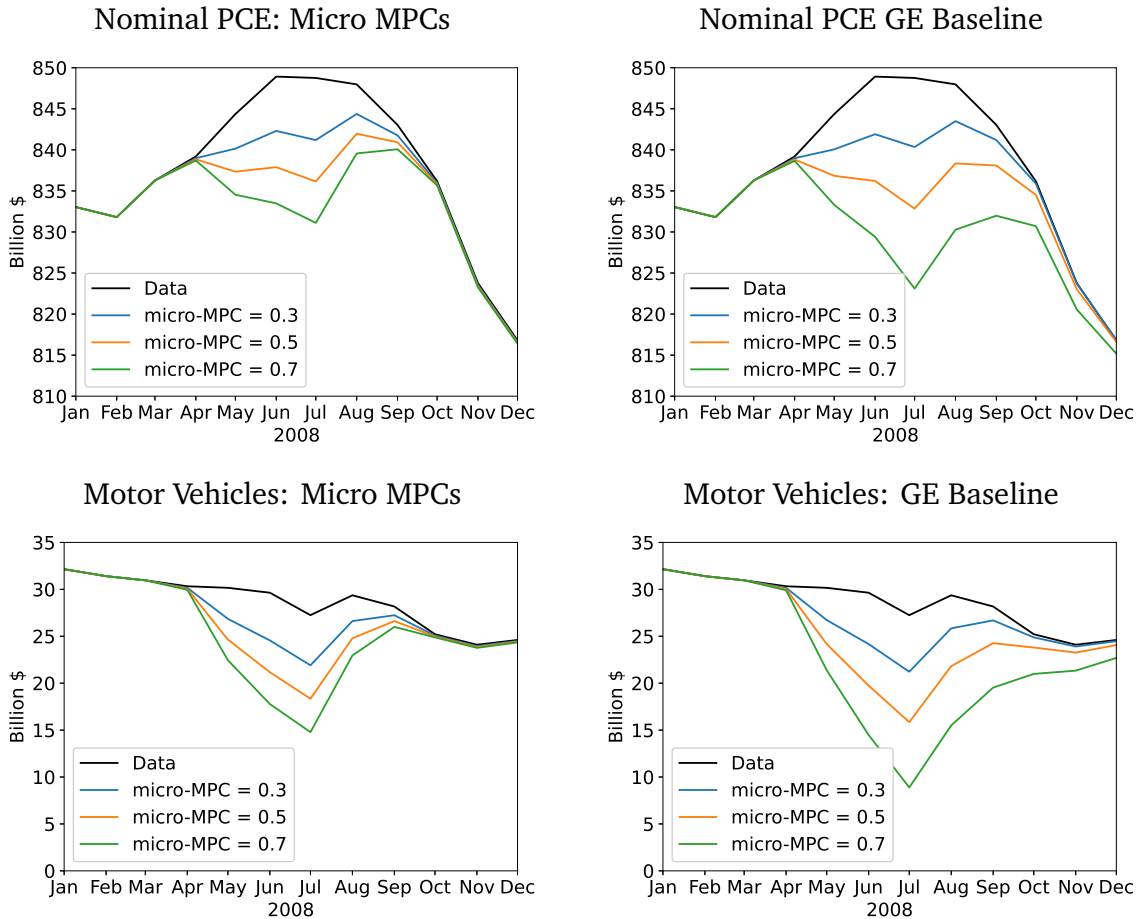 Nominal PCE: Micro MPCs
850
845
840
835
830
825
820
815
810
Billion $
Data
micro-MPC = 0.3
micro-MPC = 0.5
micro-MPC = 0.7
Jan Feb Mar Apr May Jun Jul Aug Sep Oct Nov Dec
2008
Nominal PCE GE Baseline
850
845
840
835
830
825
820
815
810
Billion $
Data
micro-MPC = 0.3
micro-MPC = 0.5
micro-MPC = 0.7
Jan Feb Mar Apr May Jun Jul Aug Sep Oct Nov Dec
2008
Motor Vehicles: Micro MPCs
35
30
25
20
15
10
5
0
Billion $
Data
micro-MPC = 0.3
micro-MPC = 0.5
micro-MPC = 0.7
Jan Feb Mar Apr May Jun Jul Aug Sep Oct Nov Dec
2008
Motor Vehicles: GE Baseline
35
30
25
20
15
10
5
0
Billion $
Data
micro-MPC = 0.3
micro-MPC = 0.5
micro-MPC = 0.7
Jan Feb Mar Apr May Jun Jul Aug Sep Oct Nov Dec
2008